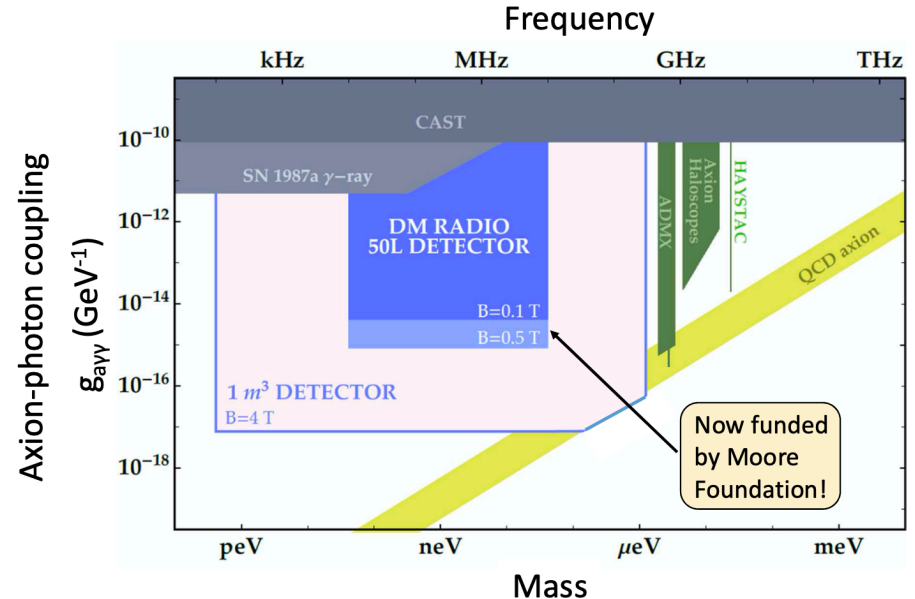 Frequency
kHz MHz GHz THz
CAST
10⁻¹⁰
SN 1987a γ−ray
Axion
Haloscopes
HAYSTAC
ADMX
10⁻¹²
DM RADIO
50L DETECTOR
QCD axion
10⁻¹⁴
B=0.1 T
B=0.5 T
10⁻¹⁶
1 m³ DETECTOR
B=4 T
10⁻¹⁸
Now funded
by Moore
Foundation!
Axion-photon coupling
gₐγγ (GeV⁻¹)
peV neV μeV meV
Mass